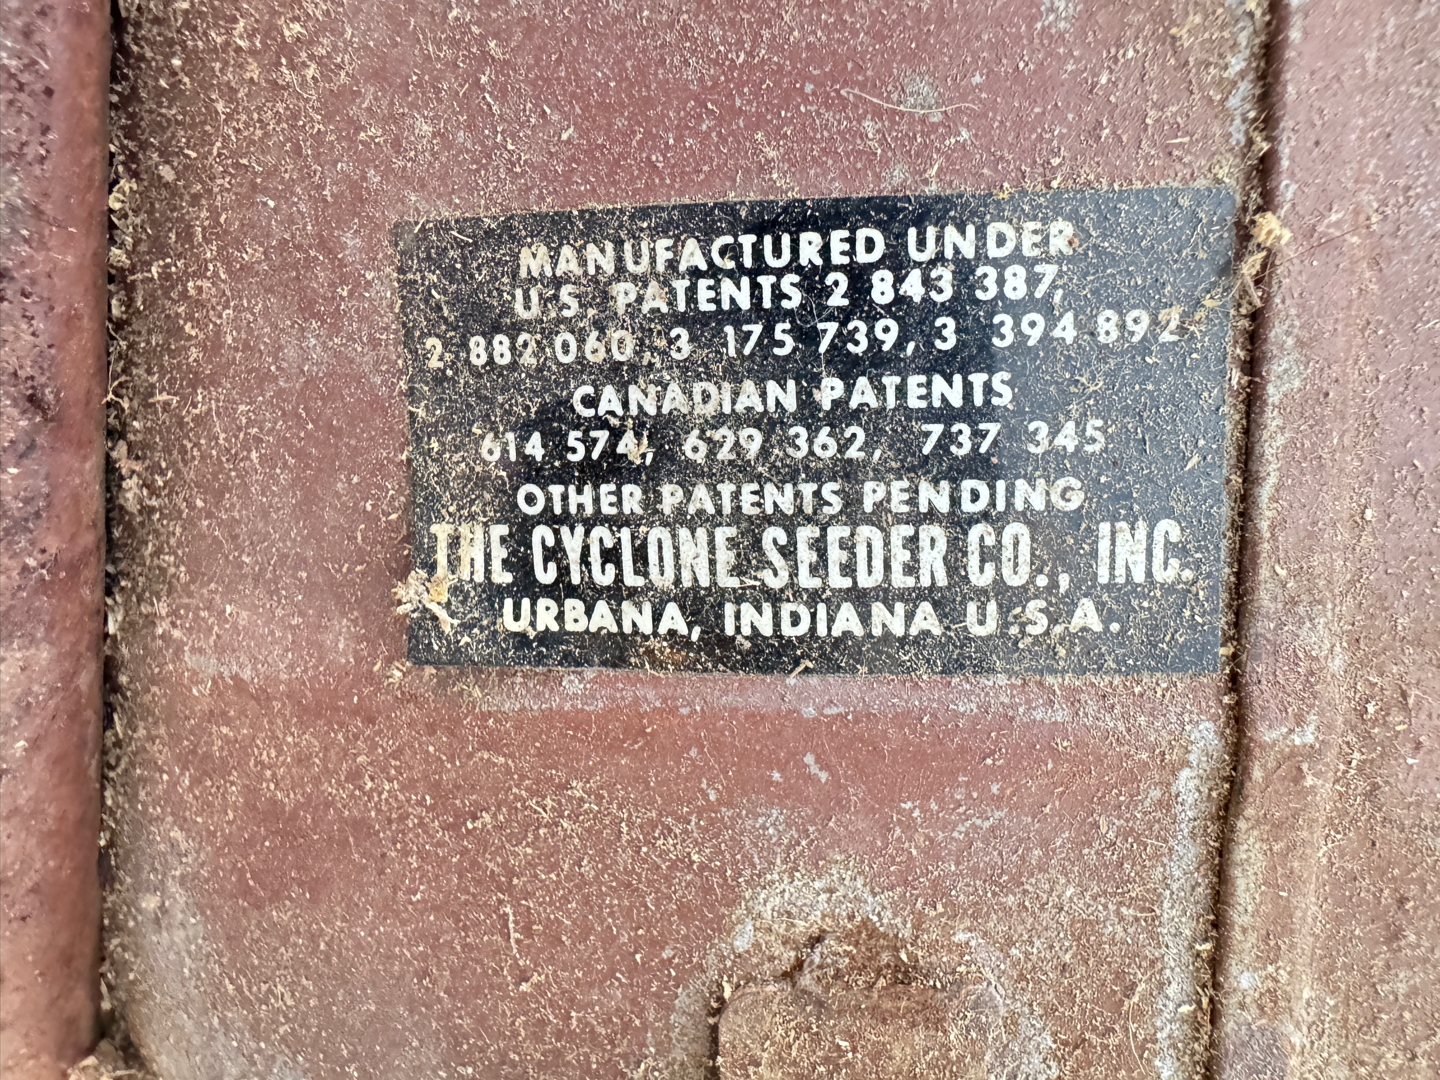 MANUFACTURED UNDER
U.S. PATENTS 2 843 387,
2 882 060, 3 175 739, 3 394 892
CANADIAN PATENTS
614 574, 629 362, 737 345
OTHER PATENTS PENDING
THE CYCLONE SEEDER CO., INC.
URBANA, INDIANA U.S.A.